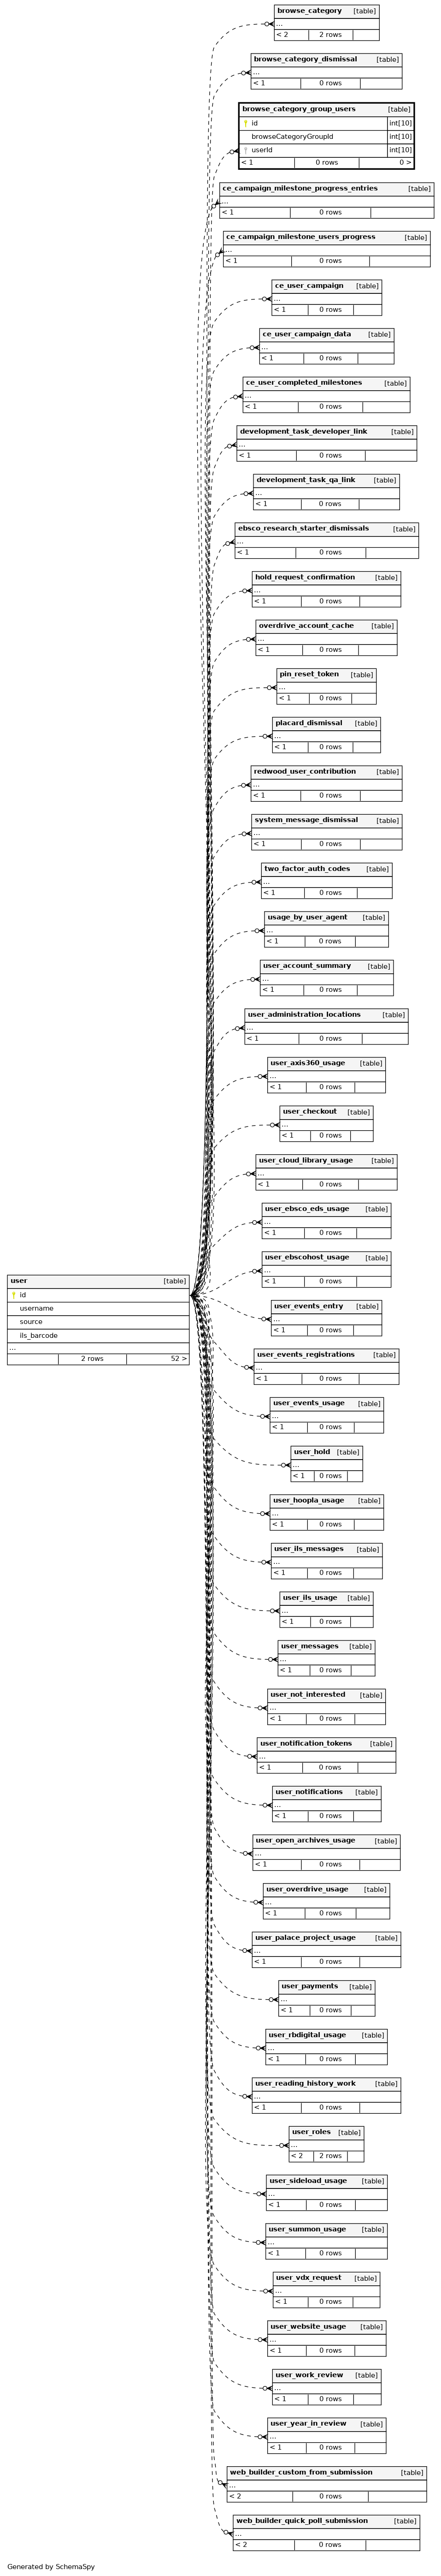 browse_category [table]
...
< 2 2 rows
browse_category_dismissal [table]
...
< 1 0 rows
browse_category_group_users [table]
id int[10]
browseCategoryGroupId int[10]
userId int[10]
< 1 0 rows 0 >
ce_campaign_milestone_progress_entries [table]
...
< 1 0 rows
ce_campaign_milestone_users_progress [table]
...
< 1 0 rows
ce_user_campaign [table]
...
< 1 0 rows
ce_user_campaign_data [table]
...
< 1 0 rows
ce_user_completed_milestones [table]
...
< 1 0 rows
development_task_developer_link [table]
...
< 1 0 rows
development_task_qa_link [table]
...
< 1 0 rows
ebsco_research_starter_dismissals [table]
...
< 1 0 rows
hold_request_confirmation [table]
...
< 1 0 rows
overdrive_account_cache [table]
...
< 1 0 rows
pin_reset_token [table]
...
< 1 0 rows
placard_dismissal [table]
...
< 1 0 rows
redwood_user_contribution [table]
...
< 1 0 rows
system_message_dismissal [table]
...
< 1 0 rows
two_factor_auth_codes [table]
...
< 1 0 rows
usage_by_user_agent [table]
...
< 1 0 rows
user_account_summary [table]
...
< 1 0 rows
user_administration_locations [table]
...
< 1 0 rows
user_axis360_usage [table]
...
< 1 0 rows
user_checkout [table]
...
< 1 0 rows
user_cloud_library_usage [table]
...
< 1 0 rows
user_ebsco_eds_usage [table]
...
< 1 0 rows
user_ebscohost_usage [table]
...
< 1 0 rows
user [table]
id
username
source
ils_barcode
...
2 rows 52 >
user_events_entry [table]
...
< 1 0 rows
user_events_registrations [table]
...
< 1 0 rows
user_events_usage [table]
...
< 1 0 rows
user_hold [table]
...
< 1 0 rows
user_hoopla_usage [table]
...
< 1 0 rows
user_ils_messages [table]
...
< 1 0 rows
user_ils_usage [table]
...
< 1 0 rows
user_messages [table]
...
< 1 0 rows
user_not_interested [table]
...
< 1 0 rows
user_notification_tokens [table]
...
< 1 0 rows
user_notifications [table]
...
< 1 0 rows
user_open_archives_usage [table]
...
< 1 0 rows
user_overdrive_usage [table]
...
< 1 0 rows
user_palace_project_usage [table]
...
< 1 0 rows
user_payments [table]
...
< 1 0 rows
user_rbdigital_usage [table]
...
< 1 0 rows
user_reading_history_work [table]
...
< 1 0 rows
user_roles [table]
...
< 2 2 rows
user_sideload_usage [table]
...
< 1 0 rows
user_summon_usage [table]
...
< 1 0 rows
user_vdx_request [table]
...
< 1 0 rows
user_website_usage [table]
...
< 1 0 rows
user_work_review [table]
...
< 1 0 rows
user_year_in_review [table]
...
< 1 0 rows
web_builder_custom_from_submission [table]
...
< 2 0 rows
web_builder_quick_poll_submission [table]
...
< 2 0 rows
Generated by SchemaSpy